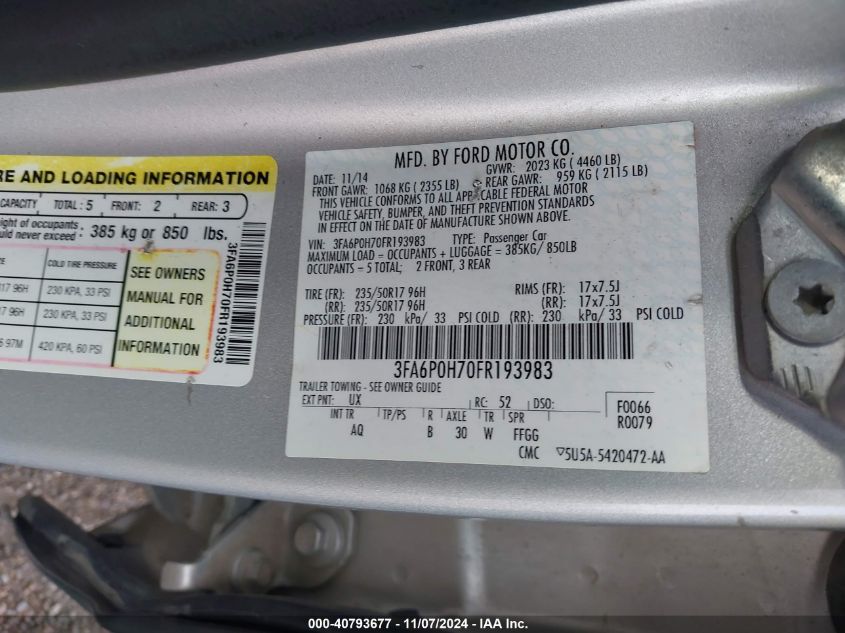 RE AND LOADING INFORMATION
CAPACITY TOTAL: 5 FRONT: 2 REAR: 3
ight of occupants
ould never exceed 385 kg or 850 lbs.
COLD TIRE PRESSURE
17 96H 230 KPA, 33 PSI
17 96H 230 KPA, 33 PSI
97M 420 KPA, 60 PSI
SEE OWNERS
MANUAL FOR
ADDITIONAL
INFORMATION
3FA6P0H70FR193983
MFD. BY FORD MOTOR CO.
DATE: 11/14 GVWR: 2023 KG ( 4460 LB)
FRONT GAWR: 1068 KG ( 2355 LB) REAR GAWR: 959 KG ( 2115 LB)
THIS VEHICLE CONFORMS TO ALL APPLICABLE FEDERAL MOTOR
VEHICLE SAFETY, BUMPER, AND THEFT PREVENTION STANDARDS
IN EFFECT ON THE DATE OF MANUFACTURE SHOWN ABOVE.
VIN: 3FA6P0H70FR193983 TYPE: Passenger Car
MAXIMUM LOAD = OCCUPANTS + LUGGAGE = 385KG/ 850LB
OCCUPANTS = 5 TOTAL; 2 FRONT, 3 REAR
TIRE (FR): 235/50R17 96H RIMS (FR): 17x7.5J
(RR): 235/50R17 96H (RR): 17x7.5J
PRESSURE (FR): 230 kPa/ 33 PSI COLD (RR): 230 kPa/ 33 PSI COLD
3FA6P0H70FR193983
TRAILER TOWING - SEE OWNER GUIDE
EXT PNT: UX RC: 52 DSO: F0066
INT TR TP/PS R AXLE TR SPR R0079
AQ B 30 W FFGG
CMC ▽5U5A-5420472-AA
000-40793677 - 11/07/2024 - IAA Inc.